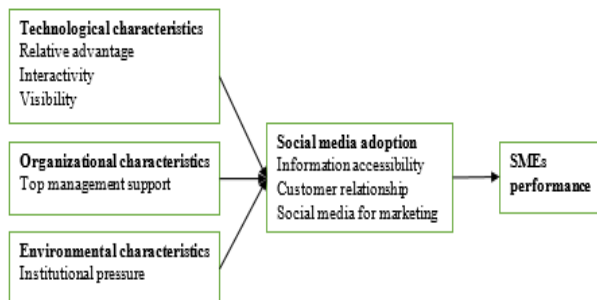 Technological characteristics
Relative advantage
Interactivity
Visibility
Organizational characteristics
Top management support
Environmental characteristics
Institutional pressure
Social media adoption
Information accessibility
Customer relationship
Social media for marketing
SMEs
performance